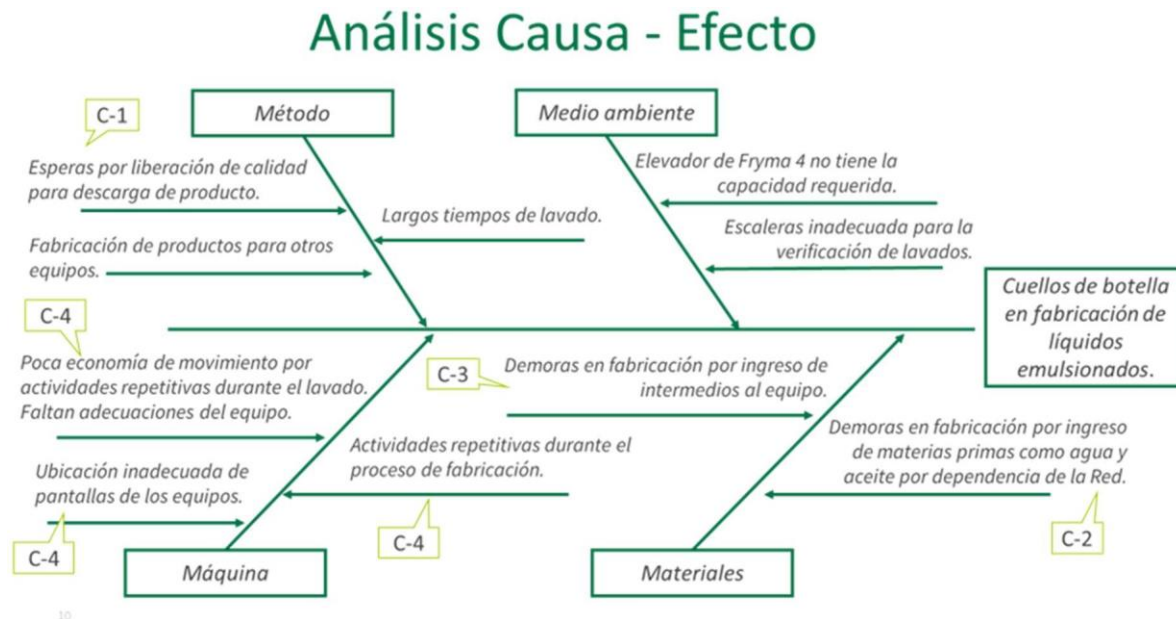 Análisis Causa - Efecto
C-1
Método
Medio ambiente
Esperas por liberación de calidad
para descarga de producto.
Largos tiempos de lavado.
Fabricación de productos para otros
equipos.
Elevador de Fryma 4 no tiene la
capacidad requerida.
Escaleras inadecuada para la
verificación de lavados.
Cuellos de botella
en fabricación de
líquidos
emulsionados.
C-4
Poca economía de movimiento por
actividades repetitivas durante el lavado.
Faltan adecuaciones del equipo.
C-3
Demoras en fabricación por ingreso de
intermedios al equipo.
Ubicación inadecuada de
pantallas de los equipos.
Actividades repetitivas durante el
proceso de fabricación.
Demoras en fabricación por ingreso
de materias primas como agua y
aceite por dependencia de la Red.
C-4
C-4
C-2
Máquina
Materiales
10